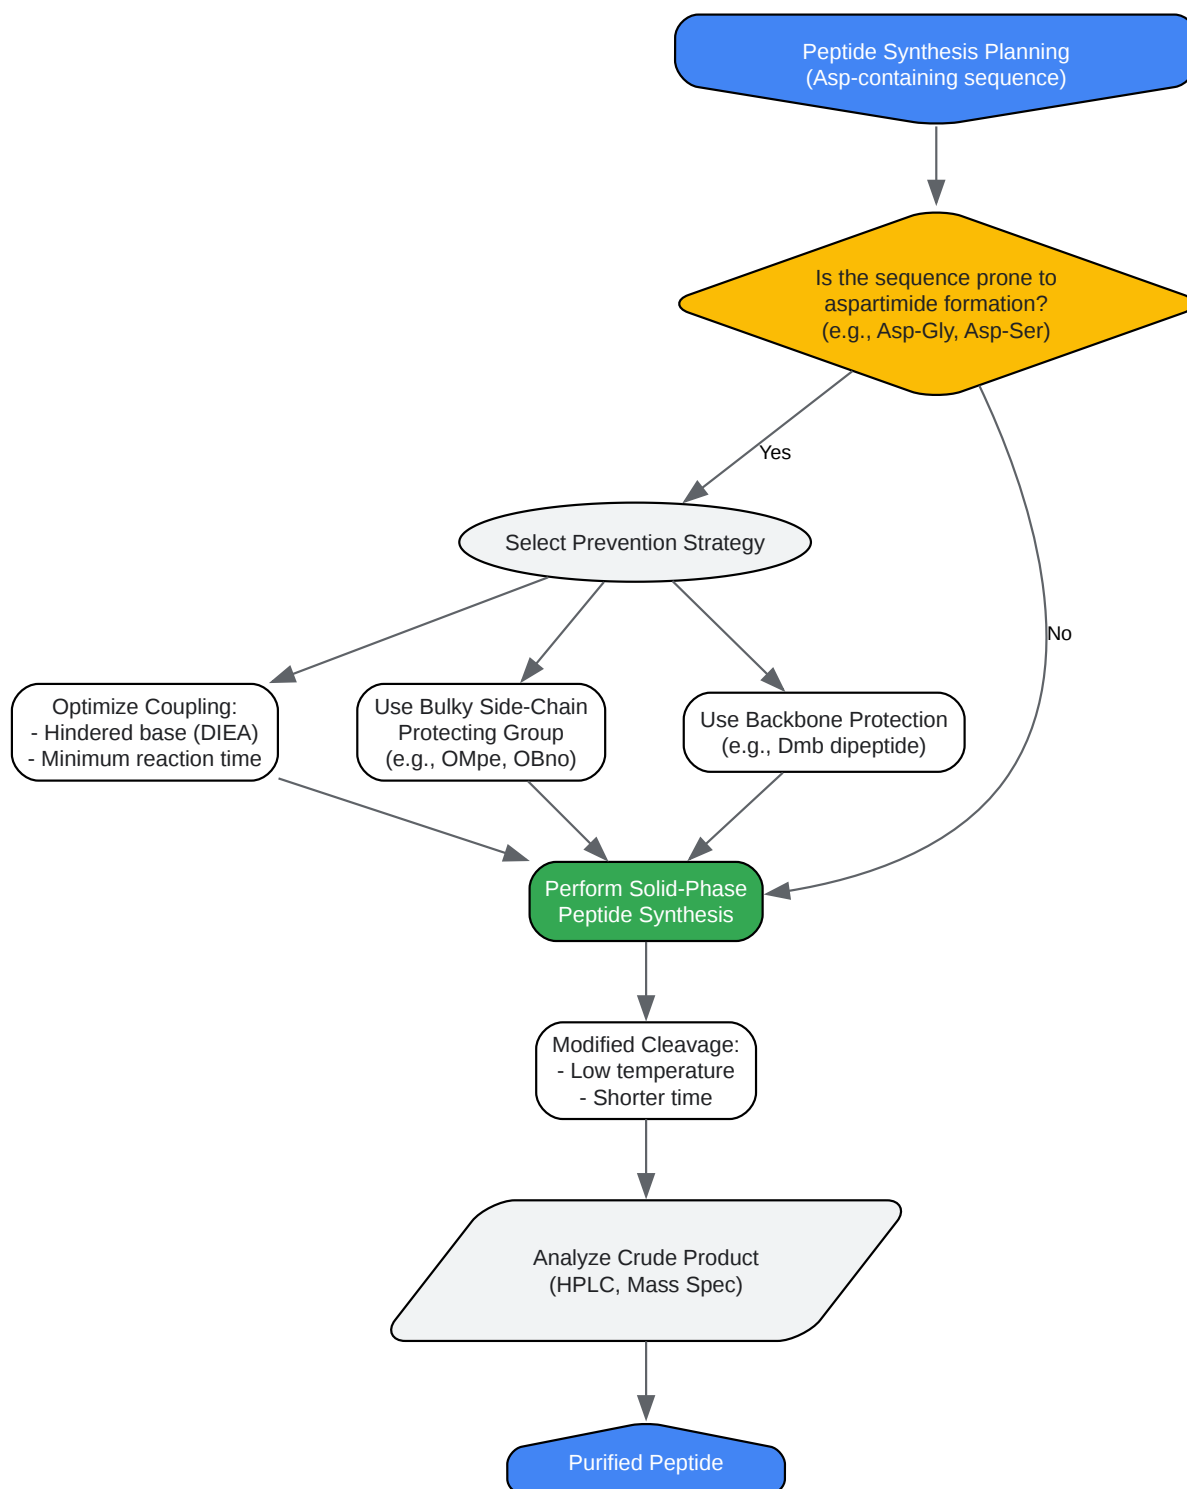 Peptide Synthesis Planning
(Asp-containing sequence)
Is the sequence prone to
aspartimide formation?
(e.g., Asp-Gly, Asp-Ser)
Yes
Select Prevention Strategy
No
Optimize Coupling:
- Hindered base (DIEA)
- Minimum reaction time
Use Bulky Side-Chain
Protecting Group
(e.g., OMpe, OBno)
Use Backbone Protection
(e.g., Dmb dipeptide)
Perform Solid-Phase
Peptide Synthesis
Modified Cleavage:
- Low temperature
- Shorter time
Analyze Crude Product
(HPLC, Mass Spec)
Purified Peptide